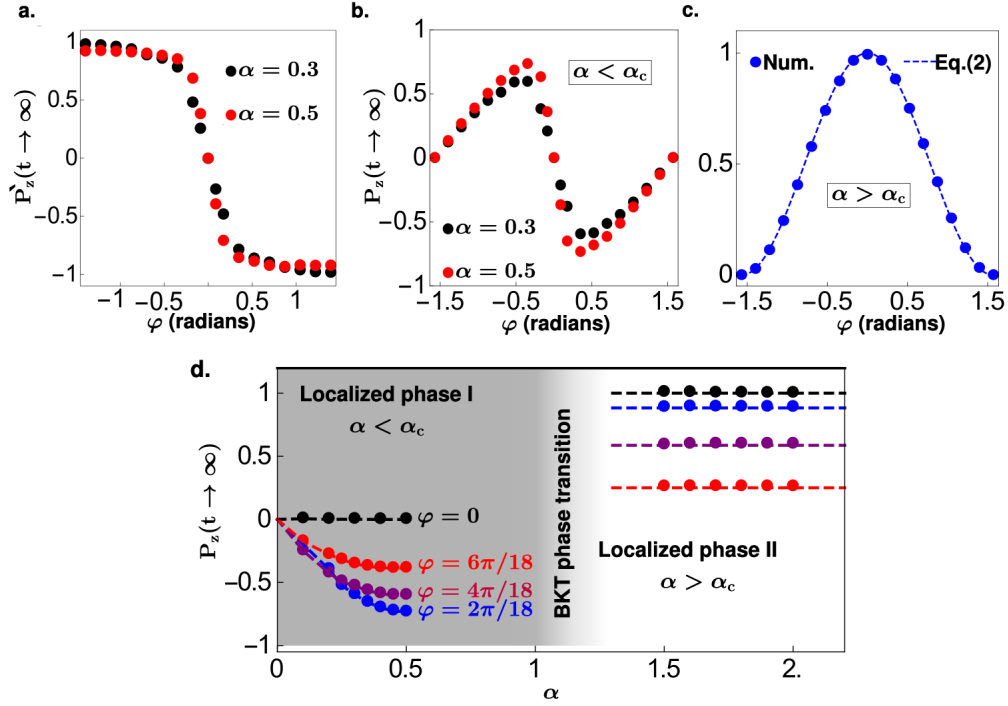 a.
P̀z(t → ∞)
1
0.5
0
−0.5
−1
α = 0.3
α = 0.5
−1
0
0.5
1
φ (radians)
b.
Pz(t → ∞)
1
0.5
0
−0.5
−1
α < αc
α = 0.3
α = 0.5
−1.5
−0.5
0.5
1.5
φ (radians)
c.
1
0.5
0
Num.
Eq.(2)
α > αc
−1.5
−0.5
0.5
1.5
φ (radians)
d.
Pz(t → ∞)
1
0.5
0
−0.5
−1
Localized phase I
α < αc
φ = 0
φ = 6π/18
φ = 4π/18
φ = 2π/18
BKT phase transition
Localized phase II
α > αc
0
0.5
1
1.5
2.
α